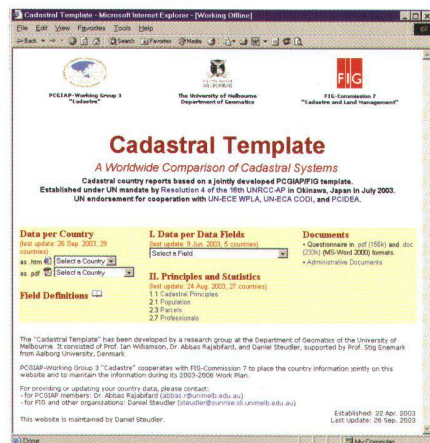 Cadastral Template - Microsoft Internet Explorer - [Working Offline]
File Edit View Favorites Tools Help
Back Search Favorites Media
PCGIAP-Working Group 3
"Cadastre"
The University of Melbourne
Department of Geomatics
FIG
FIG-Commission 7
"Cadastre and Land Management"
Cadastral Template
A Worldwide Comparison of Cadastral Systems
Cadastral country reports based on a jointly developed PCGIAP/FIG template.
Established under UN mandate by Resolution 4 of the 16th UNRCC-AP in Okinawa, Japan in July 2003.
UN endorsement for cooperation with UN-ECE WPLA, UN-ECA CODI, and PCIDEA.
Data per Country
(last update: 26 Sep. 2003, 29
countries)
as .htm Select a Country
as .pdf Select a Country
Field Definitions
I. Data per Data Fields
(last update: 9 Jun. 2003, 5 countries)
Select a Field
II. Principles and Statistics
(last update: 24 Aug. 2003, 27 countries)
1.1 Cadastral Principles
2.1 Population
2.3 Parcels
2.7 Professionals
Documents
• Questionnaire in .pdf (155k) and .doc
(233k) (MS-Word 2000) formats.
• Administrative Documents
The "Cadastral Template" has been developed by a research group at the Department of Geomatics of the University of
Melbourne. It consisted of Prof. Ian Williamson, Dr. Abbas Rajabifard, and Daniel Steudler, supported by Prof. Stig Enemark
from Aalborg University, Denmark.
PCGIAP-Working Group 3 "Cadastre" cooperates with FIG-Commission 7 to place the country information jointly on this
website and to maintain the information during its 2003-2006 Work Plan.
For providing or updating your country data, please contact:
- for PCGIAP members: Dr. Abbas Rajabifard (abbas.r@unimelb.edu.au)
- for FIG and other organizations: Daniel Steudler (steudler@sunrise.sli.unimelb.edu.au)
This website is maintained by Daniel Steudler.
Established: 22 Apr. 2003
Last Update: 26 Sep. 2003
Done
My Computer